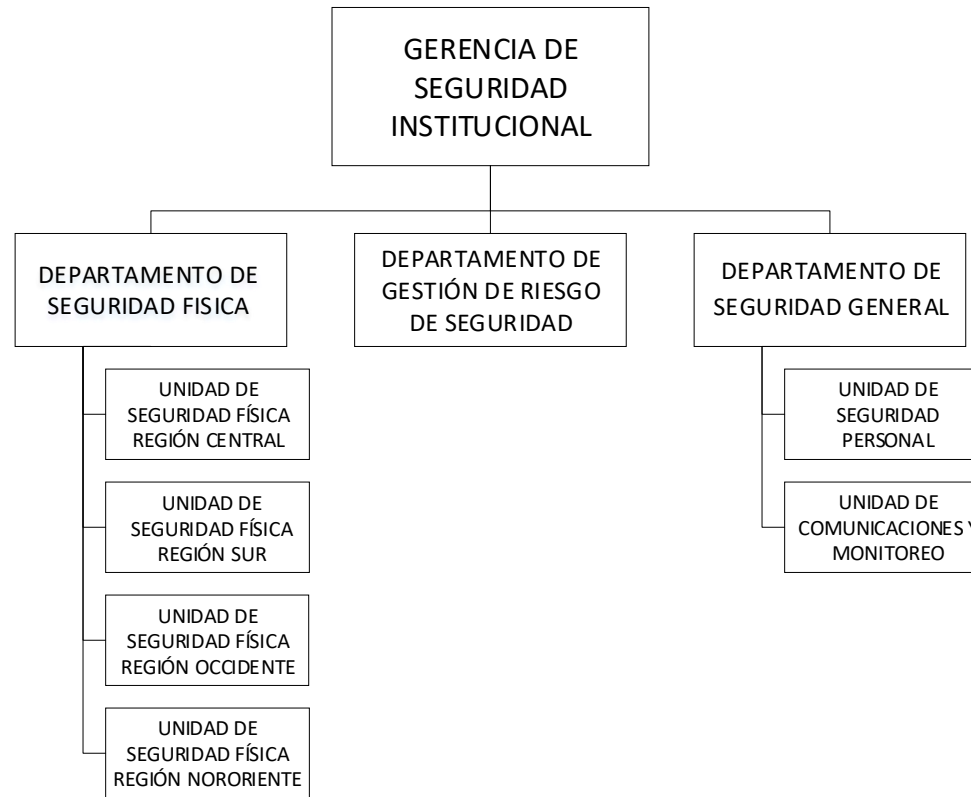 GERENCIA DE
SEGURIDAD
INSTITUCIONAL
DEPARTAMENTO DE
SEGURIDAD FISICA
DEPARTAMENTO DE
GESTIÓN DE RIESGO
DE SEGURIDAD
DEPARTAMENTO DE
SEGURIDAD GENERAL
UNIDAD DE
SEGURIDAD FÍSICA
REGIÓN CENTRAL
UNIDAD DE
SEGURIDAD FÍSICA
REGIÓN SUR
UNIDAD DE
SEGURIDAD FÍSICA
REGIÓN OCCIDENTE
UNIDAD DE
SEGURIDAD FÍSICA
REGIÓN NORORIENTE
UNIDAD DE
SEGURIDAD
PERSONAL
UNIDAD DE
COMUNICACIONES Y
MONITOREO